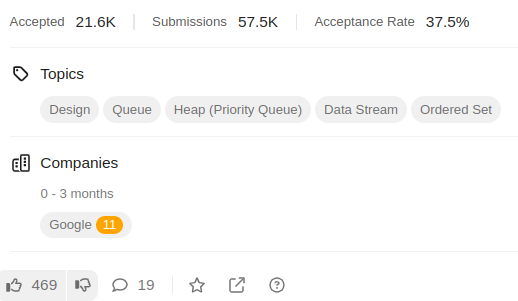 Accepted 21.6K Submissions 57.5K Acceptance Rate 37.5%
Topics
Design Queue Heap (Priority Queue) Data Stream Ordered Set
Companies
0 - 3 months
Google 11
469 19